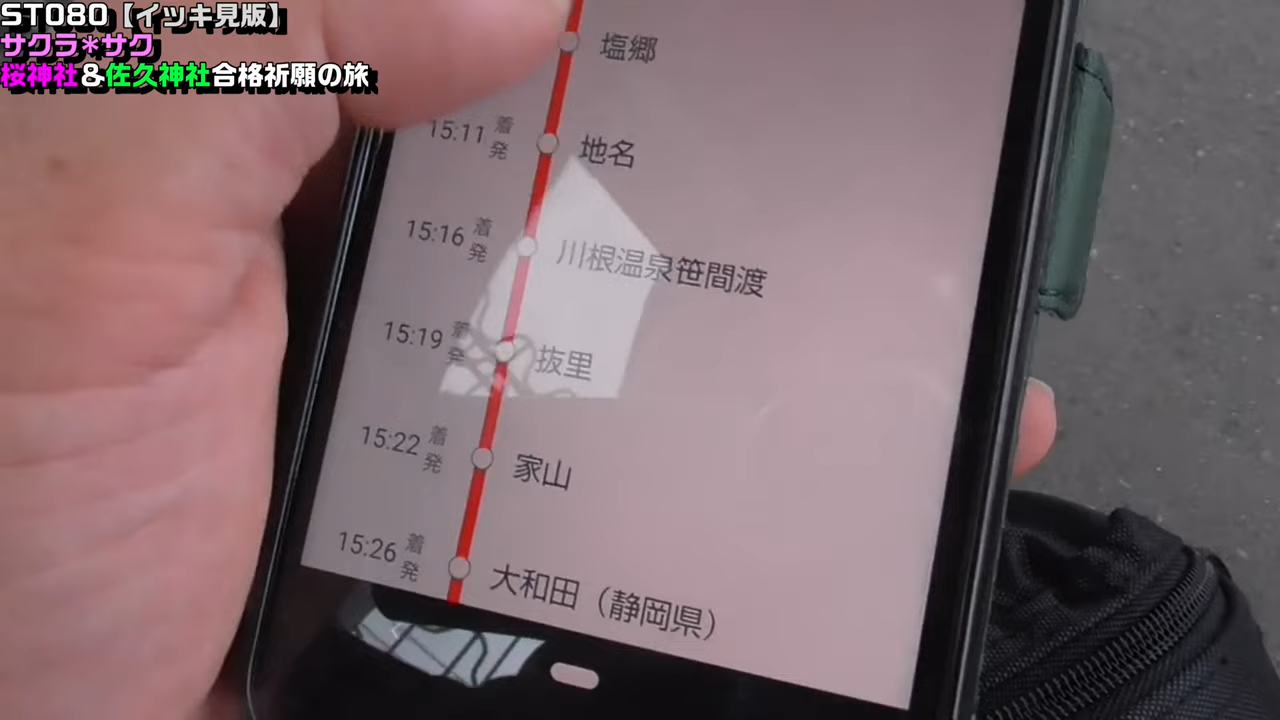 ST080【イッキ見版】
サクラ*サク
桜神社&佐久神社合格祈願の旅
塩郷
15:11 着 発 地名
15:16 着 発 川根温泉笹間渡
15:19 着 発 抜里
15:22 着 発 家山
15:26 着 発 大和田（静岡県）